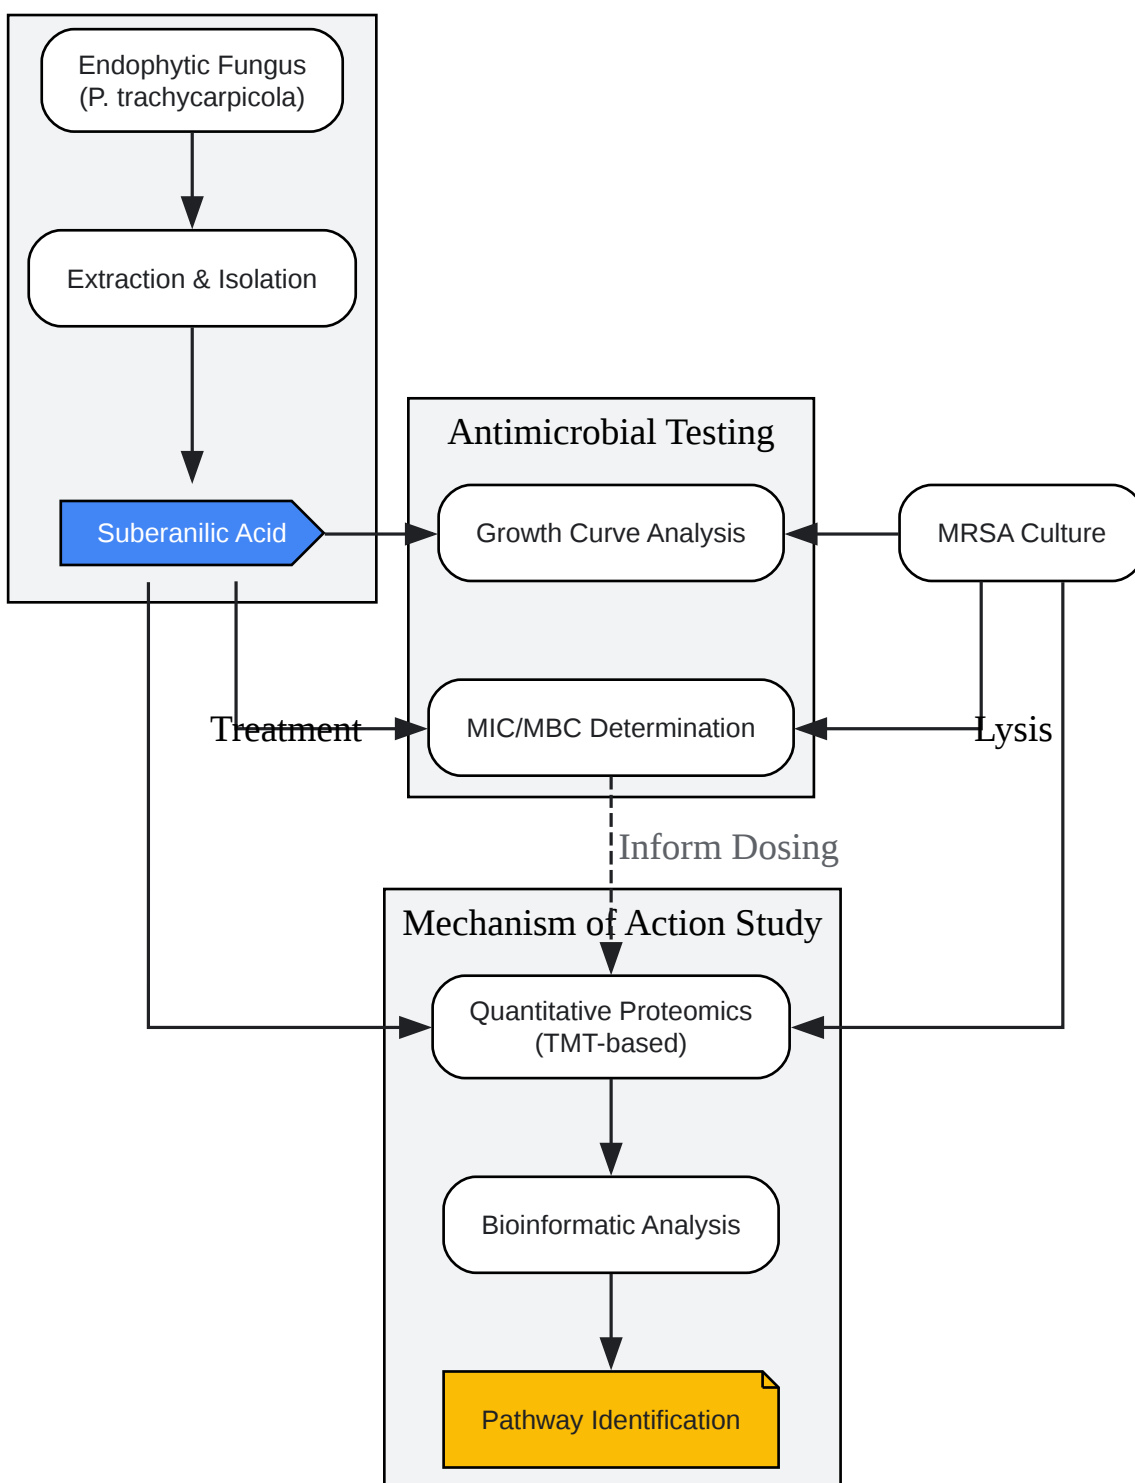 Endophytic Fungus
(P. trachycarpicola)
Extraction & Isolation
Suberanilic Acid
Antimicrobial Testing
Growth Curve Analysis
MRSA Culture
MIC/MBC Determination
Treatment
Lysis
Inform Dosing
Mechanism of Action Study
Quantitative Proteomics
(TMT-based)
Bioinformatic Analysis
Pathway Identification